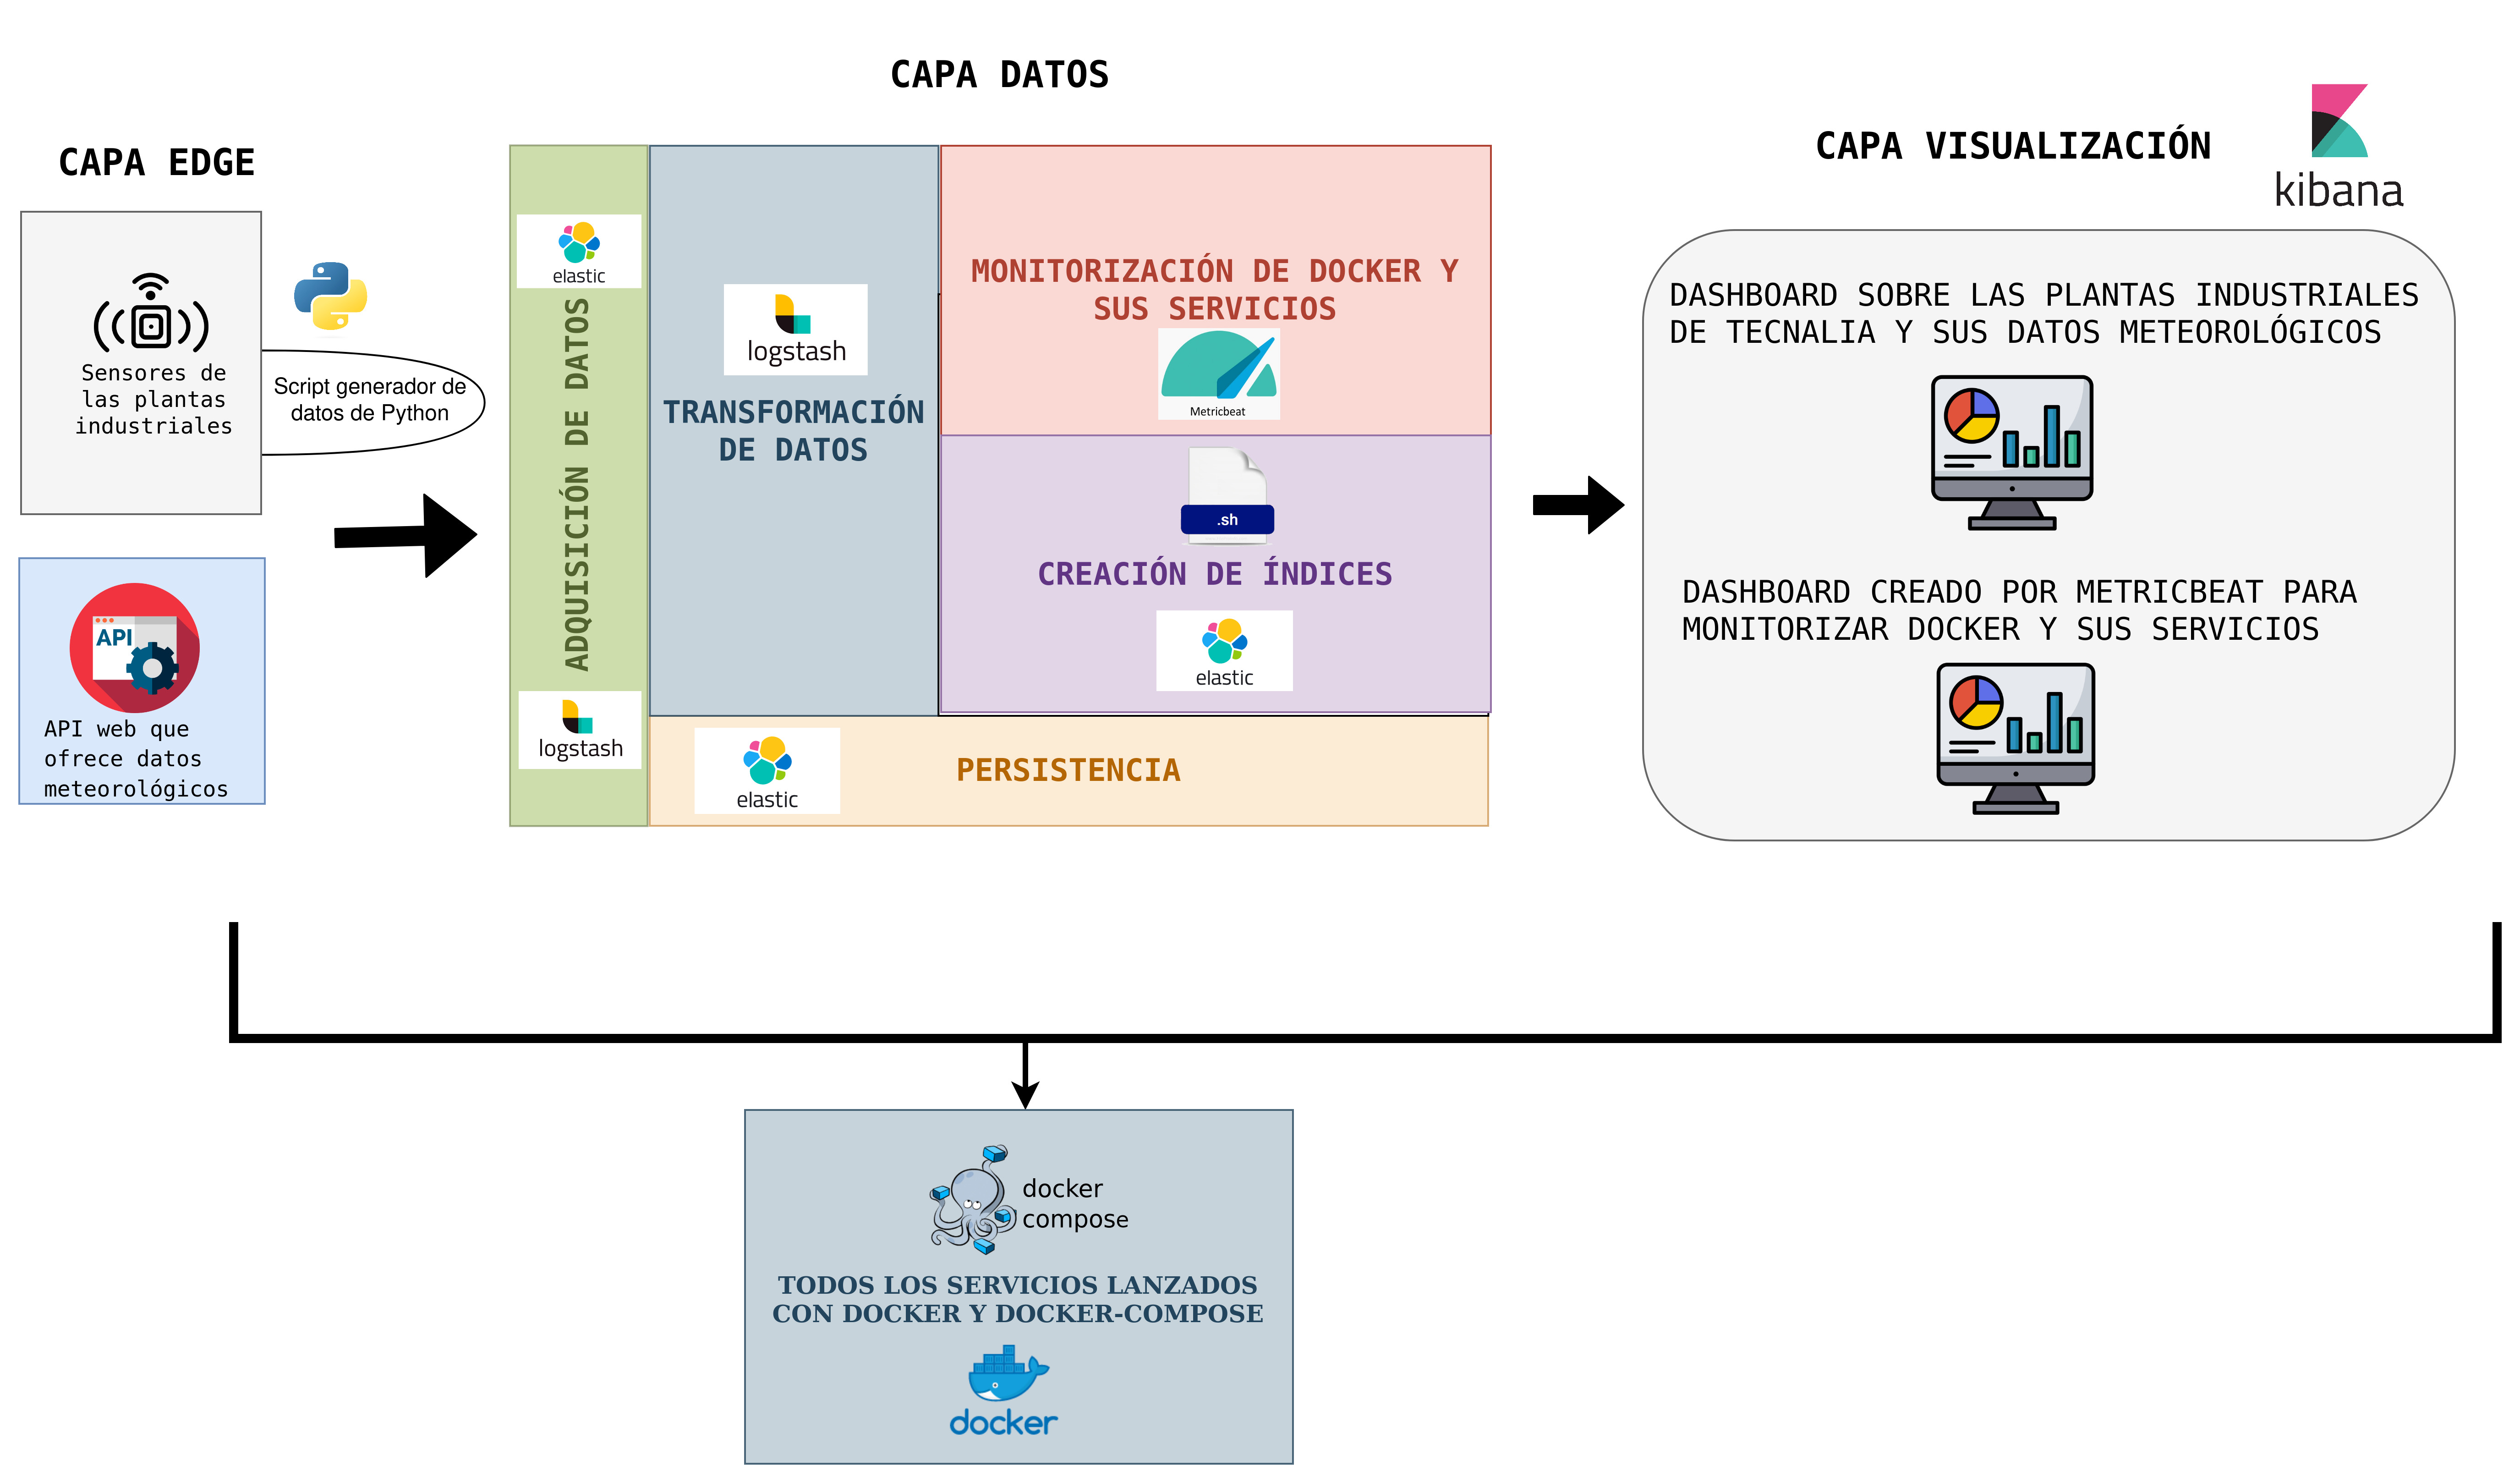 CAPA DATOS
CAPA EDGE
CAPA VISUALIZACIÓN
kibana
Sensores de
las plantas
industriales
Script generador de
datos de Python
API
API web que
ofrece datos
meteorológicos
elastic
ADQUISICIÓN DE DATOS
logstash
logstash
TRANSFORMACIÓN
DE DATOS
MONITORIZACIÓN DE DOCKER Y
SUS SERVICIOS
Metricbeat
.sh
CREACIÓN DE ÍNDICES
elastic
elastic
PERSISTENCIA
DASHBOARD SOBRE LAS PLANTAS INDUSTRIALES
DE TECNALIA Y SUS DATOS METEOROLÓGICOS
DASHBOARD CREADO POR METRICBEAT PARA
MONITORIZAR DOCKER Y SUS SERVICIOS
docker
compose
TODOS LOS SERVICIOS LANZADOS
CON DOCKER Y DOCKER-COMPOSE
docker